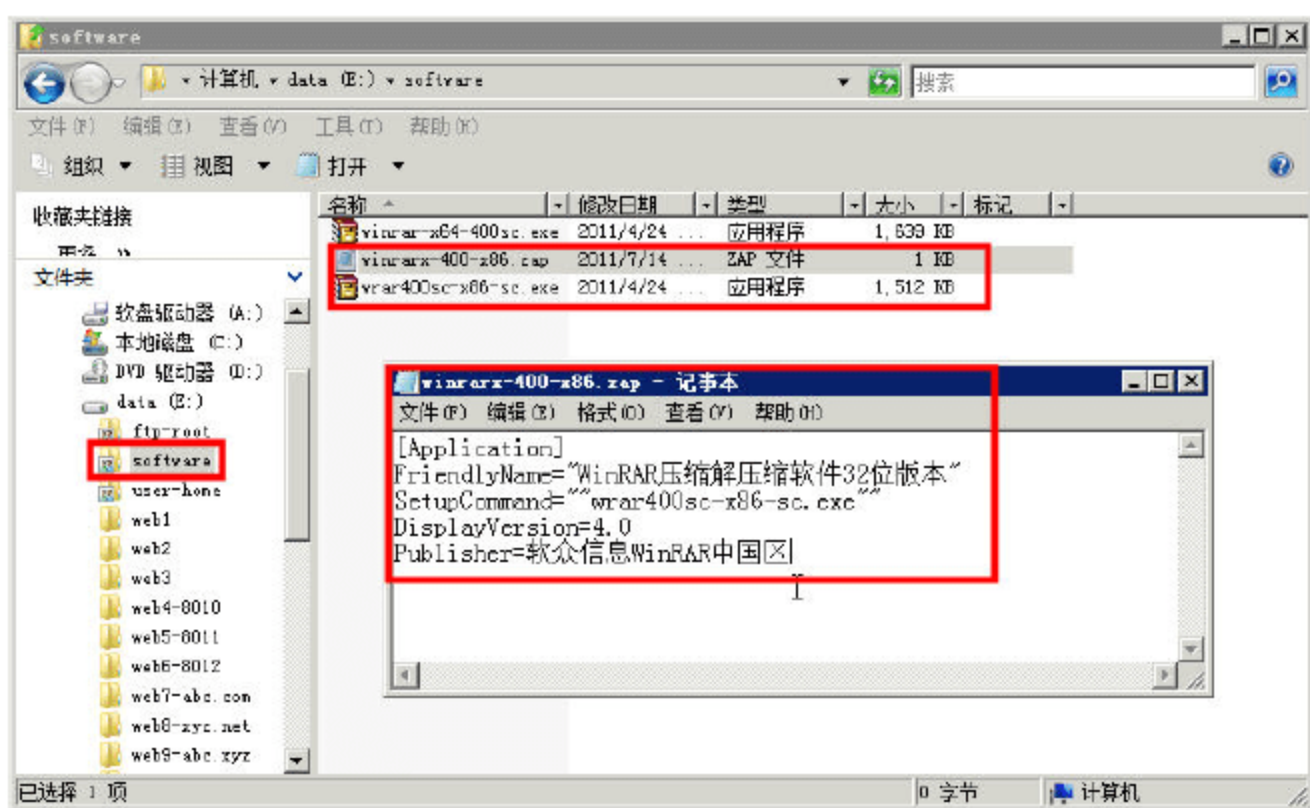 software
计算机 data (E:) software
搜索
文件(F) 编辑(E) 查看(V) 工具(T) 帮助(H)
组织 视图 打开
收藏夹链接
更多 »
文件夹
软盘驱动器 (A:)
本地磁盘 (C:)
DVD 驱动器 (D:)
data (E:)
ftp-root
software
user-home
web1
web2
web3
web4-8010
web5-8011
web6-8012
web7-abc.com
web8-xyz.net
web9-abc.xyz
名称 修改日期 类型 大小 标记
winrar-x64-400sc.exe 2011/4/24 ... 应用程序 1,639 KB
winrarx-400-x86.zap 2011/7/14 ... ZAP 文件 1 KB
wrar400sc-x86-sc.exe 2011/4/24 ... 应用程序 1,512 KB
winrarx-400-x86.zap - 记事本
文件(F) 编辑(E) 格式(O) 查看(V) 帮助(H)
[Application]
FriendlyName="WinRAR压缩解压缩软件32位版本"
SetupCommand=""wrar400sc-x86-sc.exe""
DisplayVersion=4.0
Publisher=软众信息WinRAR中国区
已选择 1 项 0 字节 计算机